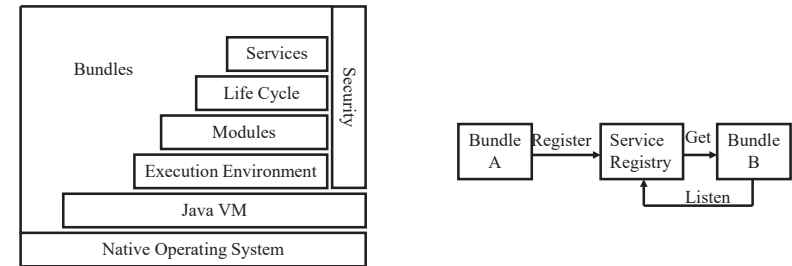 Services
Bundles
Life Cycle
Security
Modules
Execution Environment
Java VM
Native Operating System
Bundle
A
Register
Service
Registry
Get
Bundle
B
Listen